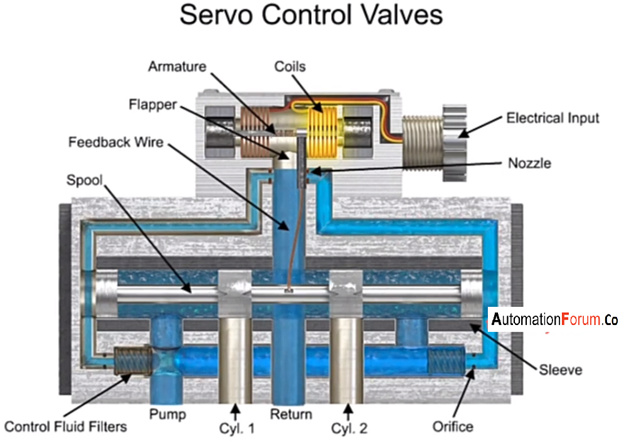 Servo Control Valves
Armature
Coils
Flapper
Electrical Input
Feedback Wire
Nozzle
Spool
AutomationForum.Co
Sleeve
Control Fluid Filters
Pump
Cyl. 1
Return
Cyl. 2
Orifice